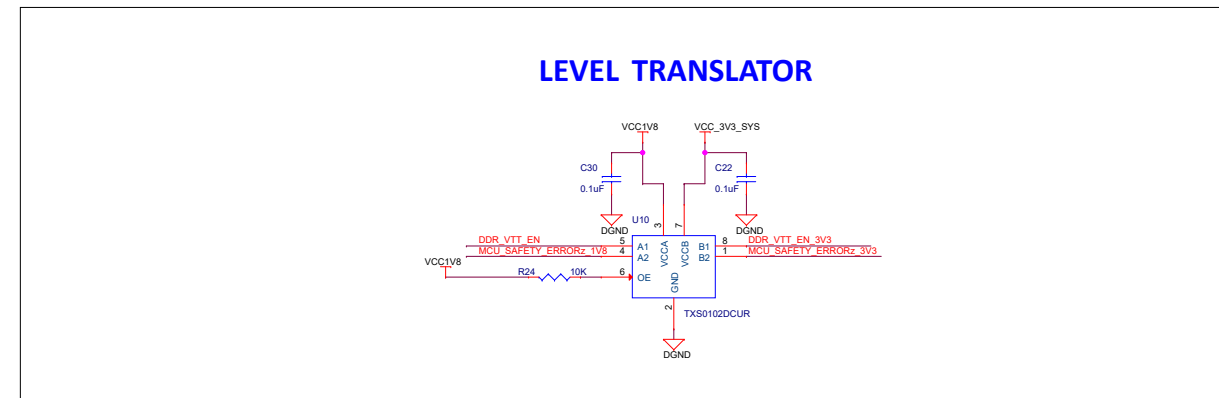 LEVEL TRANSLATOR
VCC1V8
VCC_3V3_SYS
C30
0.1uF
C22
0.1uF
DGND
DGND
U10
3
7
DDR_VTT_EN
5
A1
VCCA
VCCB
B1
8
DDR_VTT_EN_3V3
MCU_SAFETY_ERRORz_1V8
4
A2
B2
1
MCU_SAFETY_ERRORz_3V3
VCC1V8
R24
10K
6
OE
GND
2
TXS0102DCUR
DGND